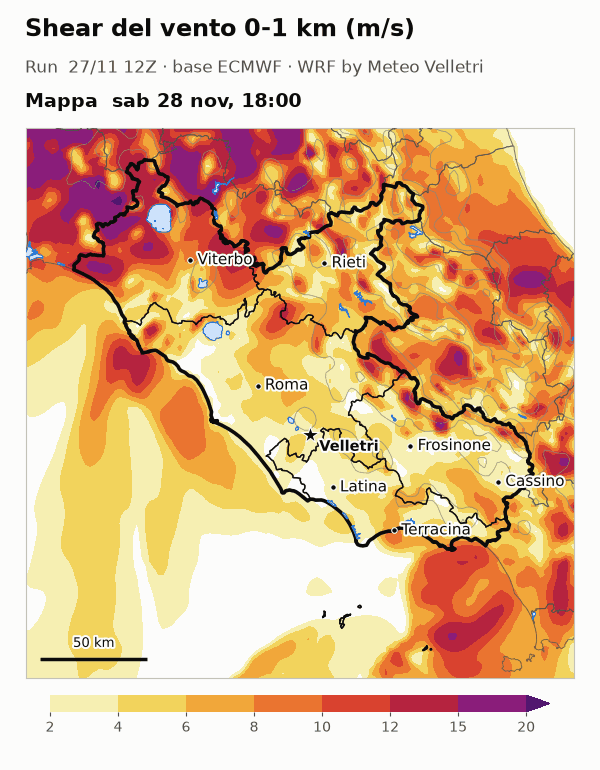 Shear del vento 0-1 km (m/s)
Run  27/11 12Z · base ECMWF · WRF by Meteo Velletri
Mappa  sab 28 nov, 18:00
Viterbo
Rieti
Roma
Velletri
Frosinone
Cassino
Latina
Terracina
50 km
2 4 6 8 10 12 15 20